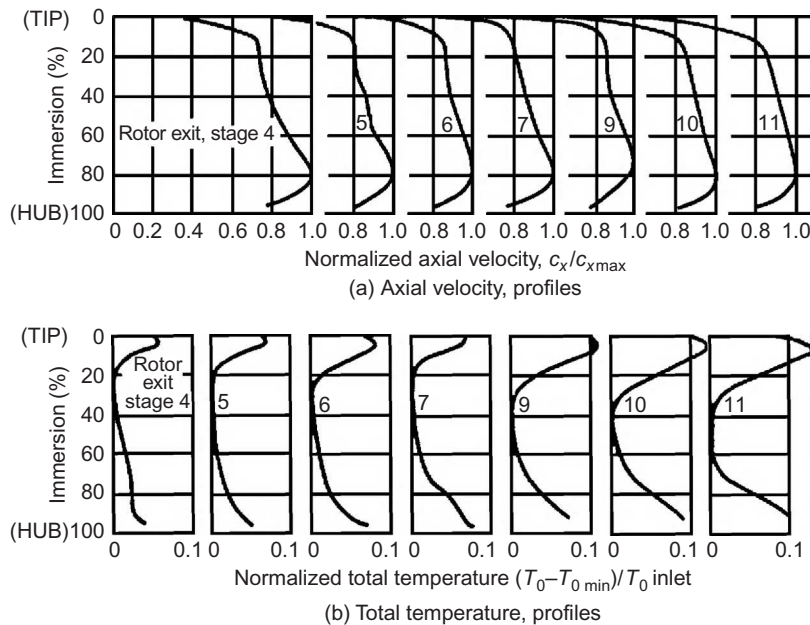 (TIP) 0
20
40
60
80
(HUB)100
Immersion (%)
Rotor exit, stage 4
5
6
7
9
10
11
0 0.2 0.4 0.6 0.8 1.0 0.8 1.0 0.8 1.0 0.8 1.0 0.8 1.0 0.8 1.0 0.8 1.0
Normalized axial velocity, cx/cxmax
(a) Axial velocity, profiles
(TIP) 0
20
40
60
80
(HUB)100
Immersion (%)
Rotor
exit
stage 4
5
6
7
9
10
11
0 0.1 0 0.1 0 0.1 0 0.1 0 0.1 0 0.1 0 0.1
Normalized total temperature (T0–T0 min)/T0 inlet
(b) Total temperature, profiles